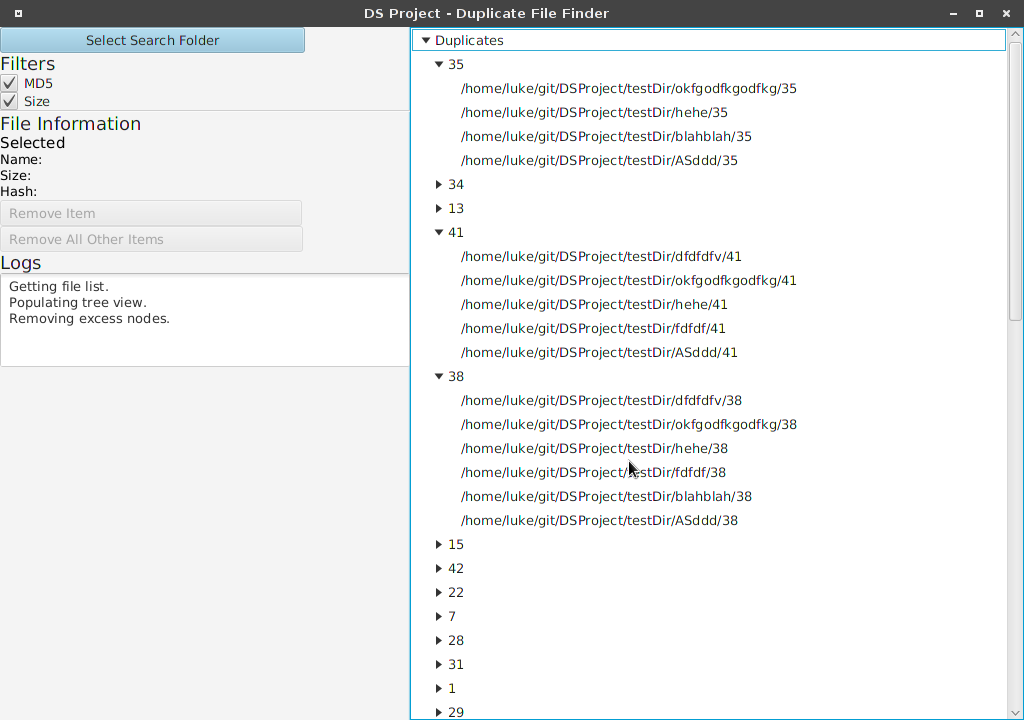 DS Project - Duplicate File Finder
Select Search Folder
Filters
MD5
Size
File Information
Selected
Name:
Size:
Hash:
Remove Item
Remove All Other Items
Logs
Getting file list.
Populating tree view.
Removing excess nodes.
Duplicates
35
/home/luke/git/DSProject/testDir/okfgodfkgodfkg/35
/home/luke/git/DSProject/testDir/hehe/35
/home/luke/git/DSProject/testDir/blahblah/35
/home/luke/git/DSProject/testDir/ASddd/35
34
13
41
/home/luke/git/DSProject/testDir/dfdfdfv/41
/home/luke/git/DSProject/testDir/okfgodfkgodfkg/41
/home/luke/git/DSProject/testDir/hehe/41
/home/luke/git/DSProject/testDir/fdfdf/41
/home/luke/git/DSProject/testDir/ASddd/41
38
/home/luke/git/DSProject/testDir/dfdfdfv/38
/home/luke/git/DSProject/testDir/okfgodfkgodfkg/38
/home/luke/git/DSProject/testDir/hehe/38
/home/luke/git/DSProject/testDir/fdfdf/38
/home/luke/git/DSProject/testDir/blahblah/38
/home/luke/git/DSProject/testDir/ASddd/38
15
42
22
7
28
31
1
29